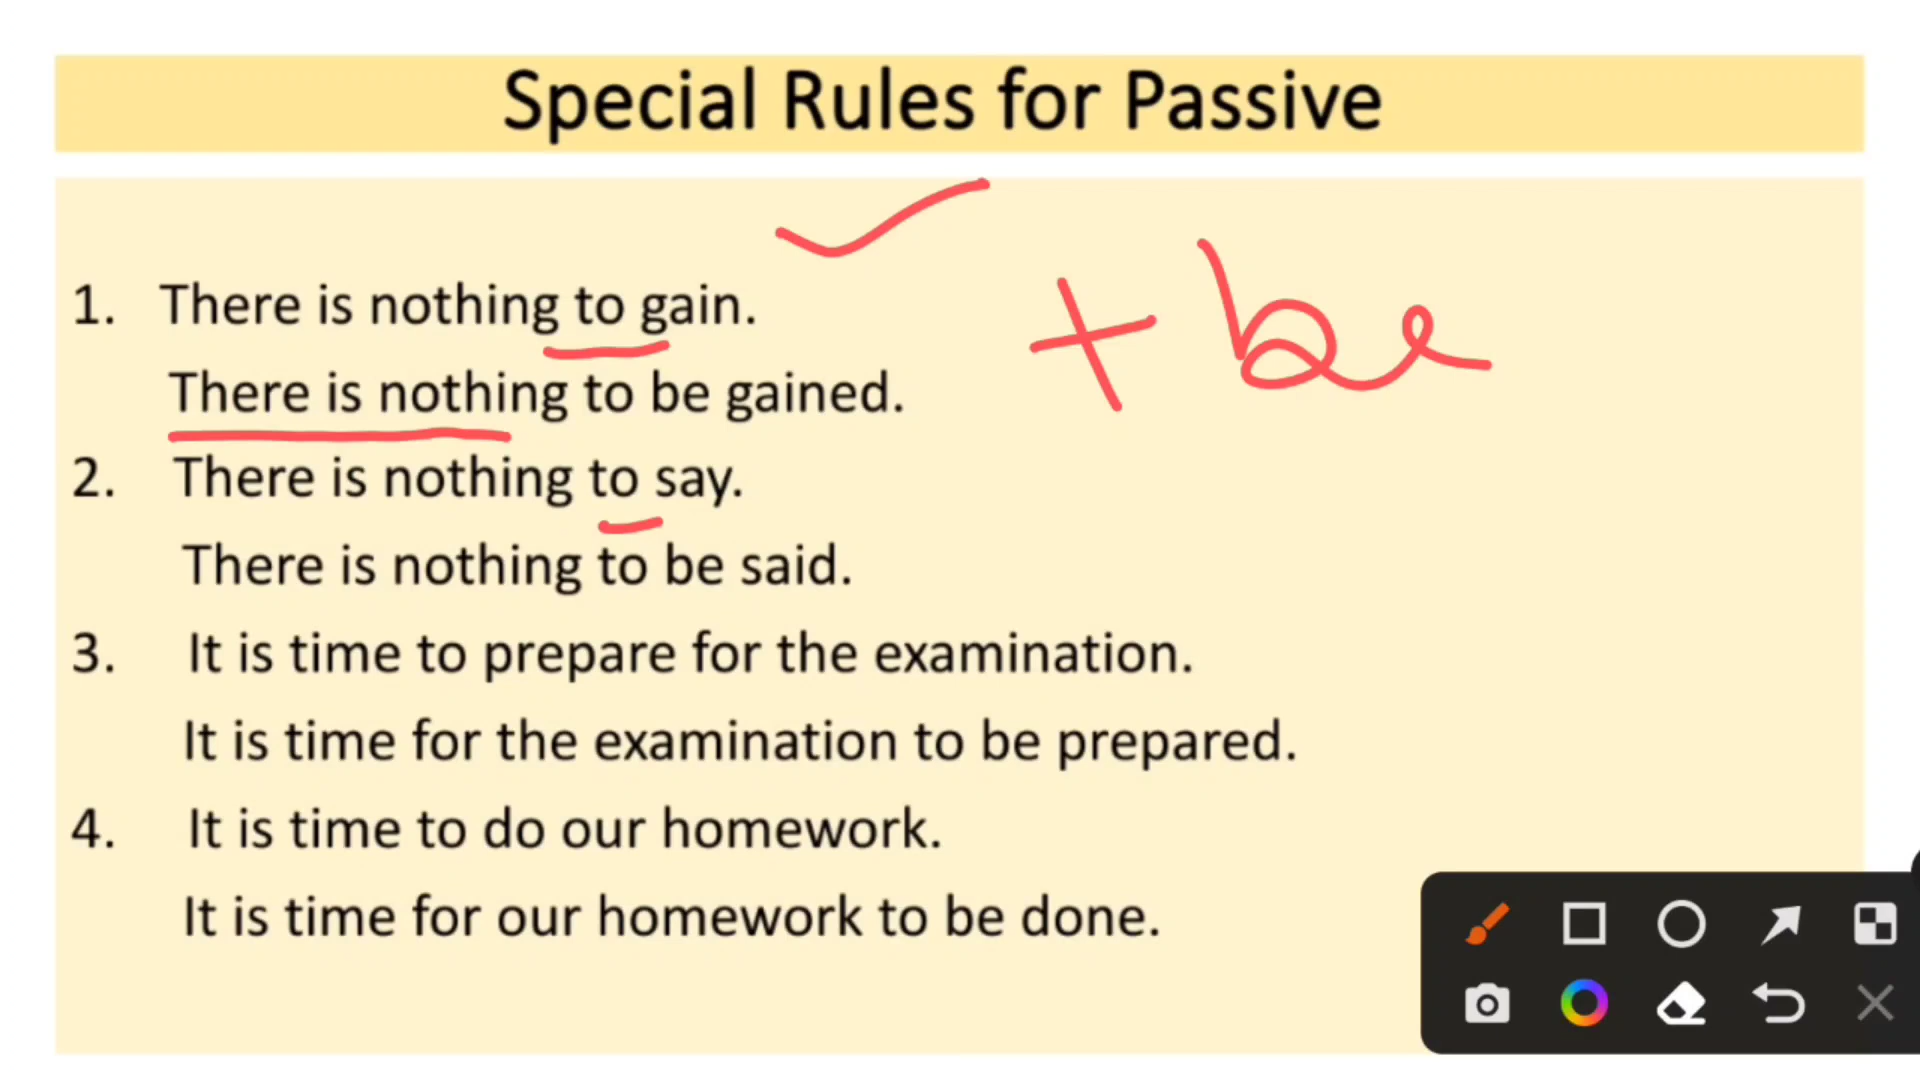 Special Rules for Passive
1. There is nothing to gain.
+ be
There is nothing to be gained.
2. There is nothing to say.
There is nothing to be said.
3. It is time to prepare for the examination.
It is time for the examination to be prepared.
4. It is time to do our homework.
It is time for our homework to be done.